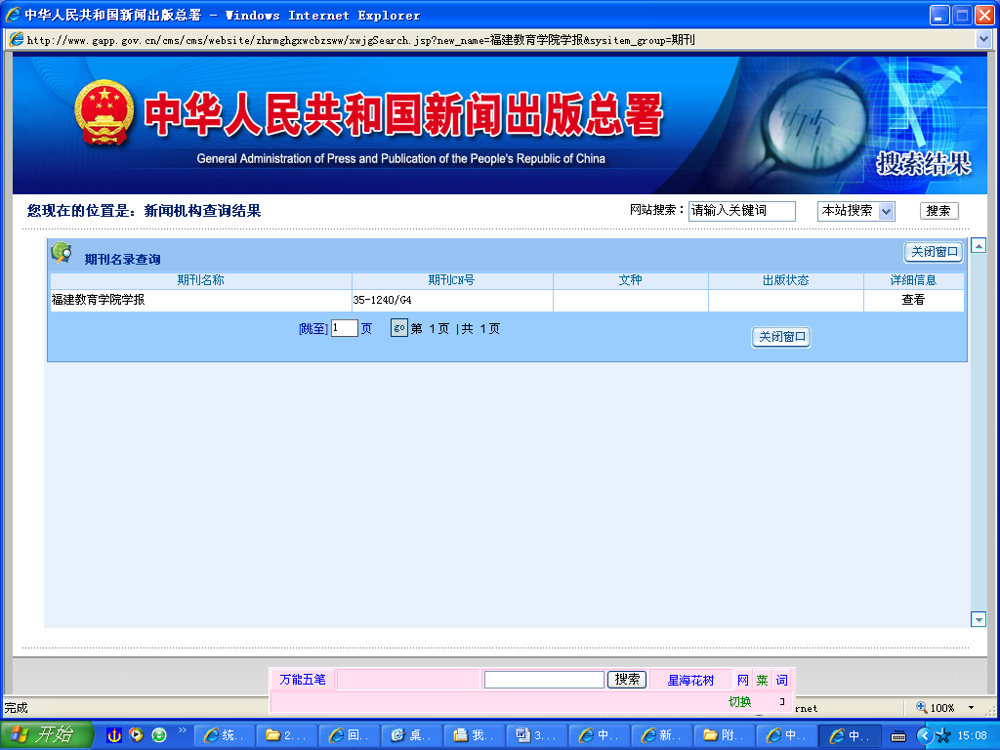 中华人民共和国新闻出版总署 - Windows Internet Explorer
http://www.gapp.gov.cn/cms/cms/website/zhrmghgxwcbzsww/xwjgSearch.jsp?new_name=福建教育学院学报&sysitem_group=期刊
中华人民共和国新闻出版总署
General Administration of Press and Publication of the People's Republic of China
搜索结果
您现在的位置是：新闻机构查询结果 网站搜索： 请输入关键词 本站搜索 搜索
期刊名录查询 关闭窗口
期刊名称 期刊CN号 文种 出版状态 详细信息
福建教育学院学报 35-1240/G4 查看
[跳至] 1 页 go 第 1 页 | 共 1 页
关闭窗口
万能五笔 搜索 星海花树 网 菜 词
切换
完成 rnet 100%
开始 统.. 2... 回.. 桌.. 我.. 3... 中.. 新.. 附.. 中.. 中.. 15:08